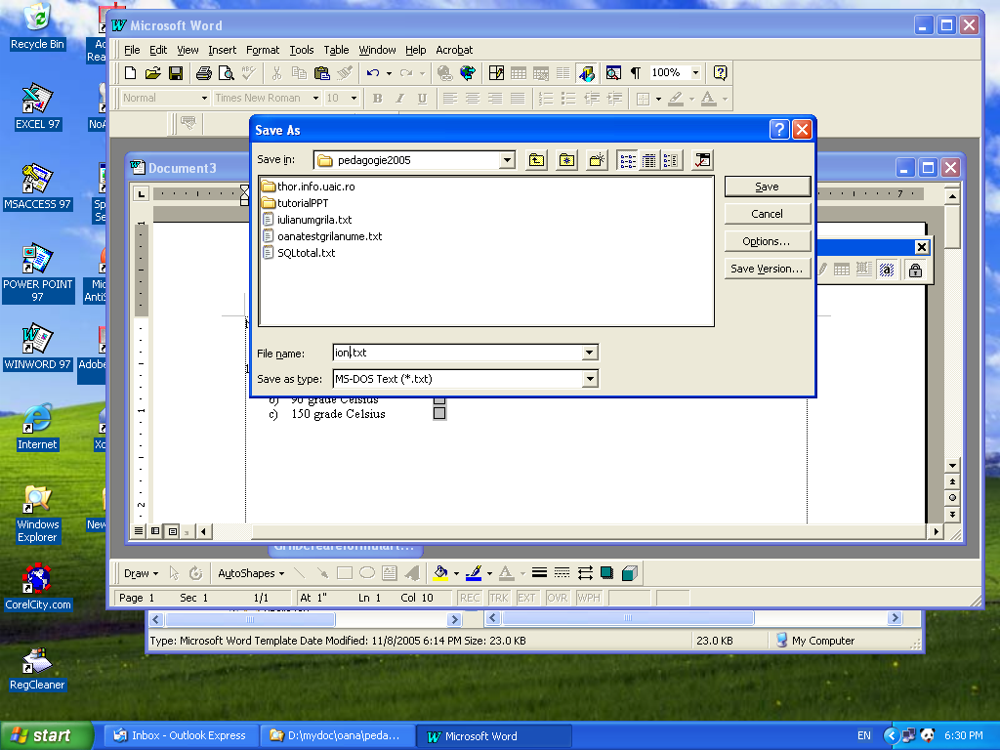 Recycle Bin
EXCEL 97
MSACCESS 97
POWER POINT
97
WINWORD 97
Internet
Windows
Explorer
CorelCity.com
RegCleaner
Microsoft Word
File Edit View Insert Format Tools Table Window Help Acrobat
100%
Normal Times New Roman 10 B I U
Save As
Save in: pedagogie2005
thor.info.uaic.ro
tutorialPPT
iulianumgrila.txt
oanatestgrilanume.txt
SQLtotal.txt
Save
Cancel
Options...
Save Version...
File name: ion.txt
Save as type: MS-DOS Text (*.txt)
Document3
7
b) 90 grade Celsius
c) 150 grade Celsius
Draw AutoShapes
Page 1 Sec 1 1/1 At 1" Ln 1 Col 10 REC TRK EXT OVR WPH
Type: Microsoft Word Template Date Modified: 11/8/2005 6:14 PM Size: 23.0 KB 23.0 KB My Computer
start Inbox - Outlook Express D:\mydoc\oana\peda... Microsoft Word EN 6:30 PM